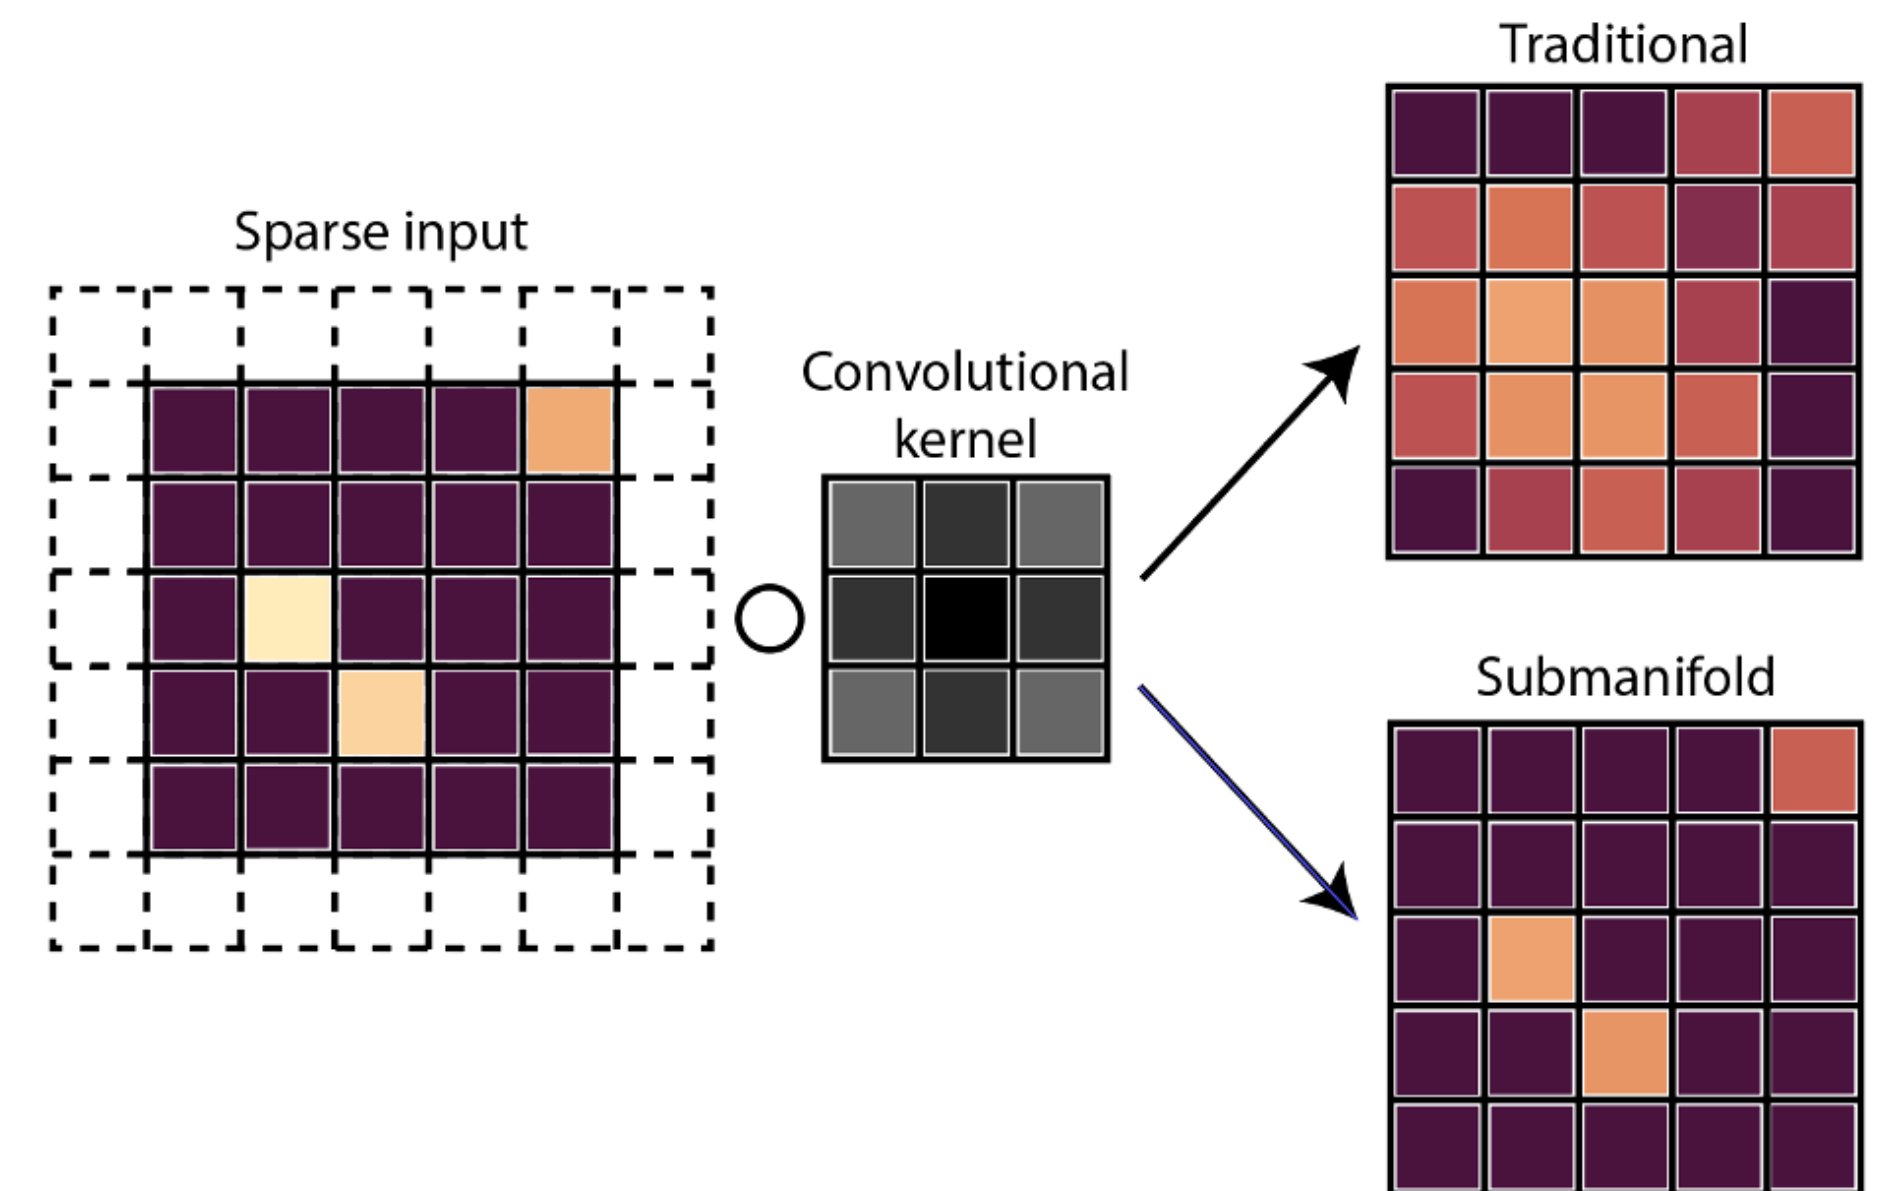 Traditional
Sparse input
Convolutional
kernel
Submanifold